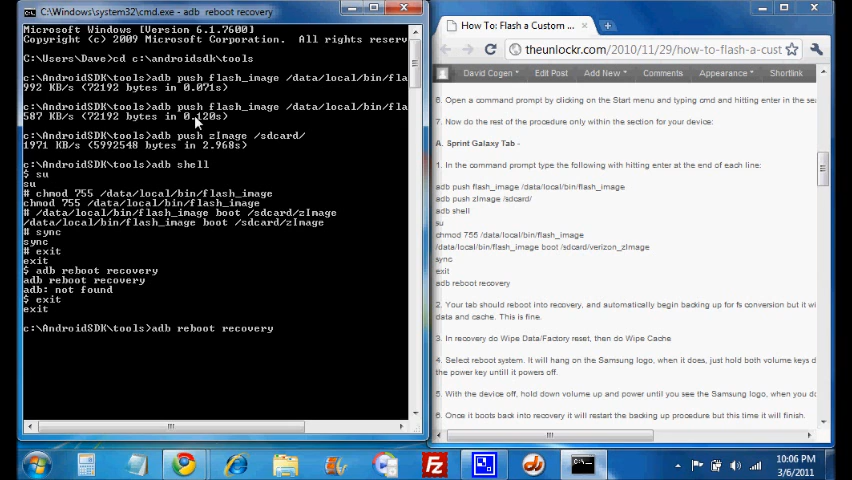 C:\Windows\system32\cmd.exe - adb reboot recovery
Microsoft Windows [Version 6.1.7600]
Copyright (c) 2009 Microsoft Corporation. All rights reserv
C:\Users\Dave>cd c:\androidsdk\tools
c:\AndroidSDK\tools>adb push flash_image /data/local/bin/fla
992 KB/s (72192 bytes in 0.071s)
c:\AndroidSDK\tools>adb push flash_image /data/local/bin/fla
587 KB/s (72192 bytes in 0.120s)
c:\AndroidSDK\tools>adb push zImage /sdcard/
1971 KB/s (5992548 bytes in 2.968s)
c:\AndroidSDK\tools>adb shell
$ su
su
# chmod 755 /data/local/bin/flash_image
chmod 755 /data/local/bin/flash_image
# /data/local/bin/flash_image boot /sdcard/zImage
/data/local/bin/flash_image boot /sdcard/zImage
# sync
sync
# exit
exit
$ adb reboot recovery
adb reboot recovery
adb: not found
$ exit
exit
c:\AndroidSDK\tools>adb reboot recovery
How To: Flash a Custom ...
theunlockr.com/2010/11/29/how-to-flash-a-cust
David Cogen Edit Post Add New Comments Appearance Shortlink
6. Open a command prompt by clicking on the Start menu and typing cmd and hitting enter in the sea
7. Now do the rest of the procedure only within the section for your device:
A. Sprint Galaxy Tab -
1. In the command prompt type the following with hitting enter at the end of each line:
adb push flash_image /data/local/bin/flash_image
adb push zImage /sdcard/
adb shell
su
chmod 755 /data/local/bin/flash_image
/data/local/bin/flash_image boot /sdcard/verizon_zImage
sync
exit
adb reboot recovery
2. Your tab should reboot into recovery, and automatically begin backing up for fs conversion but it wi
data and cache. This is fine.
3. In recovery do Wipe Data/Factory reset, then do Wipe Cache
4. Select reboot system. It will hang on the Samsung logo, when it does, just hold both volume keys d
the power key untill it powers off.
5. With the device off, hold down volume up and power until you see the Samsung logo, when you do
6. Once it boots back into recovery it will restart the backing up procedure but this time it will finish.
10:06 PM
3/6/2011